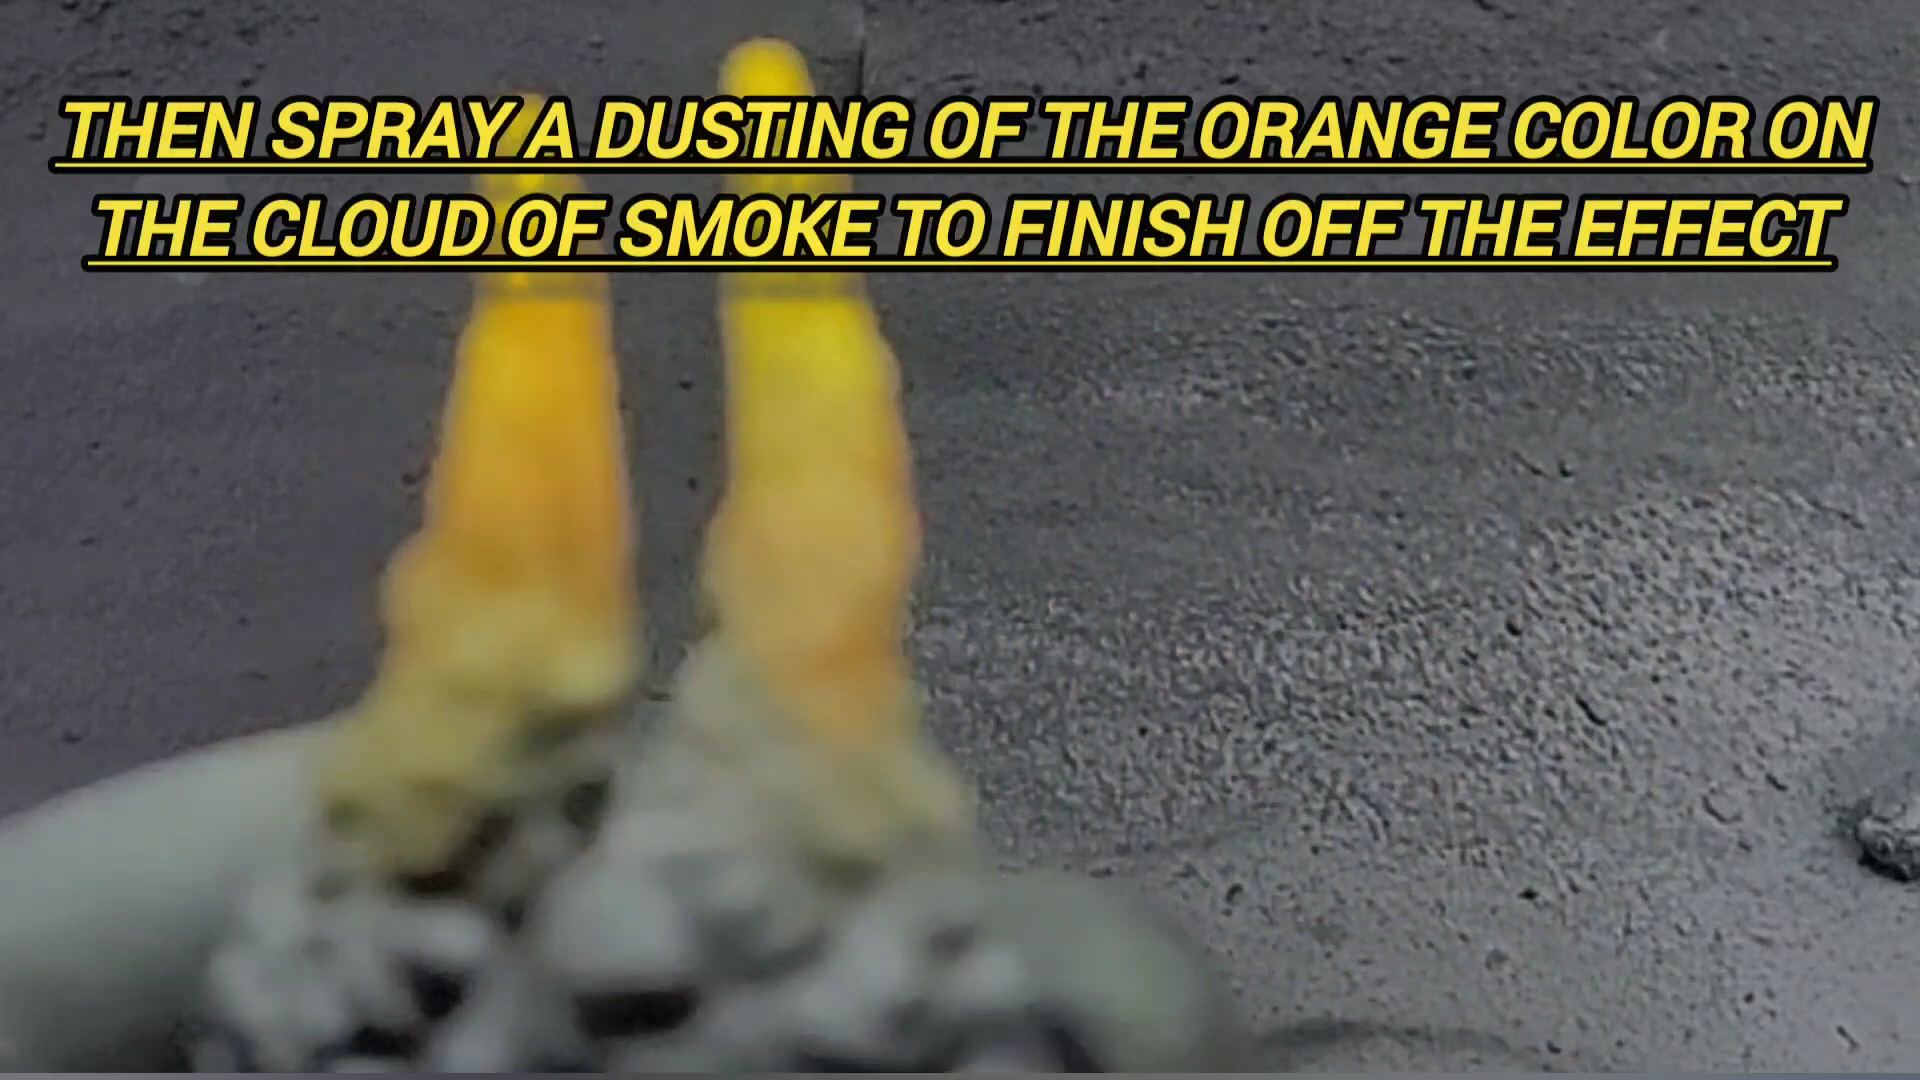 THEN SPRAY A DUSTING OF THE ORANGE COLOR ON
THE CLOUD OF SMOKE TO FINISH OFF THE EFFECT